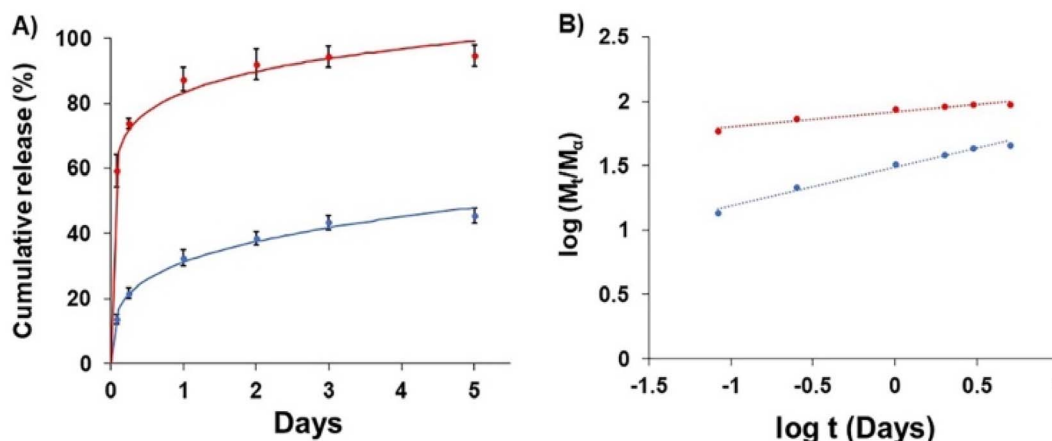 A)
Cumulative release (%)
100
80
60
40
20
0
0 1 2 3 4 5
Days
B)
log (Mt/Mα)
2.5
2
1.5
1
0.5
0
-1.5 -1 -0.5 0 0.5
log t (Days)